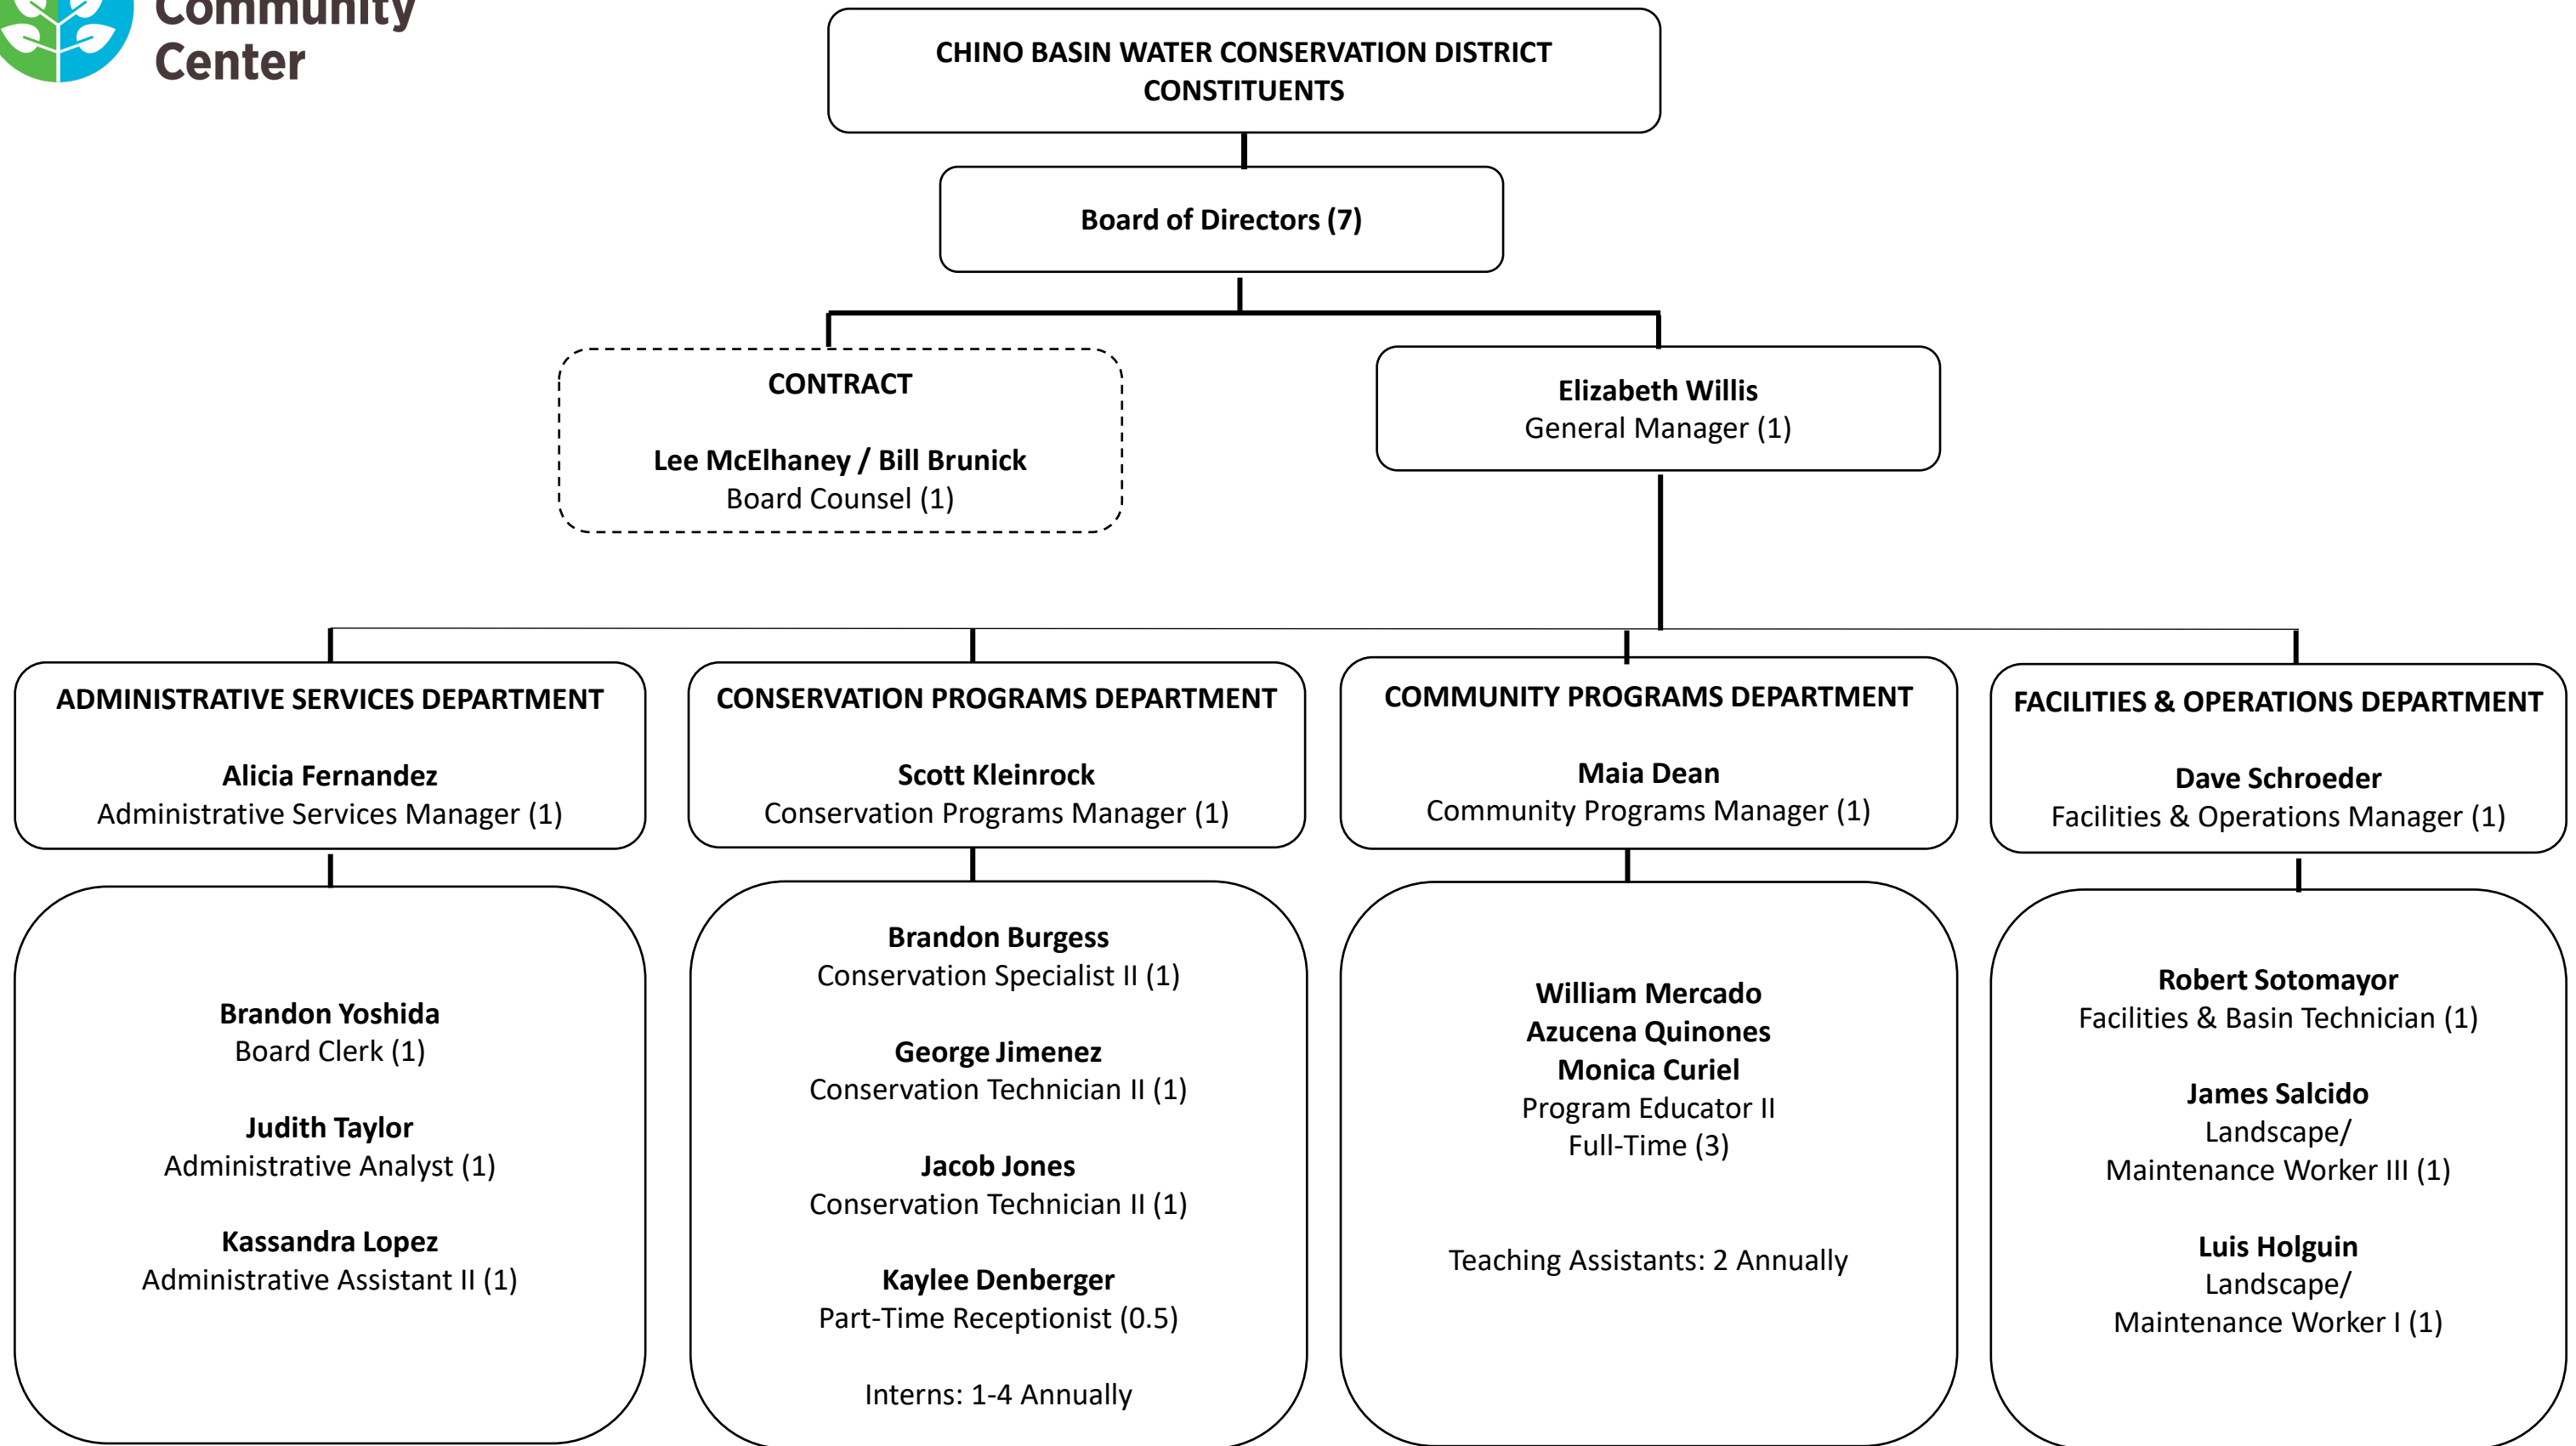 Community
Center
CHINO BASIN WATER CONSERVATION DISTRICT
CONSTITUENTS
Board of Directors (7)
CONTRACT
Lee McElhaney / Bill Brunick
Board Counsel (1)
Elizabeth Willis
General Manager (1)
ADMINISTRATIVE SERVICES DEPARTMENT
Alicia Fernandez
Administrative Services Manager (1)
CONSERVATION PROGRAMS DEPARTMENT
Scott Kleinrock
Conservation Programs Manager (1)
COMMUNITY PROGRAMS DEPARTMENT
Maia Dean
Community Programs Manager (1)
FACILITIES & OPERATIONS DEPARTMENT
Dave Schroeder
Facilities & Operations Manager (1)
Brandon Yoshida
Board Clerk (1)
Judith Taylor
Administrative Analyst (1)
Kassandra Lopez
Administrative Assistant II (1)
Brandon Burgess
Conservation Specialist II (1)
George Jimenez
Conservation Technician II (1)
Jacob Jones
Conservation Technician II (1)
Kaylee Denberger
Part-Time Receptionist (0.5)
Interns: 1-4 Annually
William Mercado
Azucena Quinones
Monica Curiel
Program Educator II
Full-Time (3)
Teaching Assistants: 2 Annually
Robert Sotomayor
Facilities & Basin Technician (1)
James Salcido
Landscape/
Maintenance Worker III (1)
Luis Holguin
Landscape/
Maintenance Worker I (1)